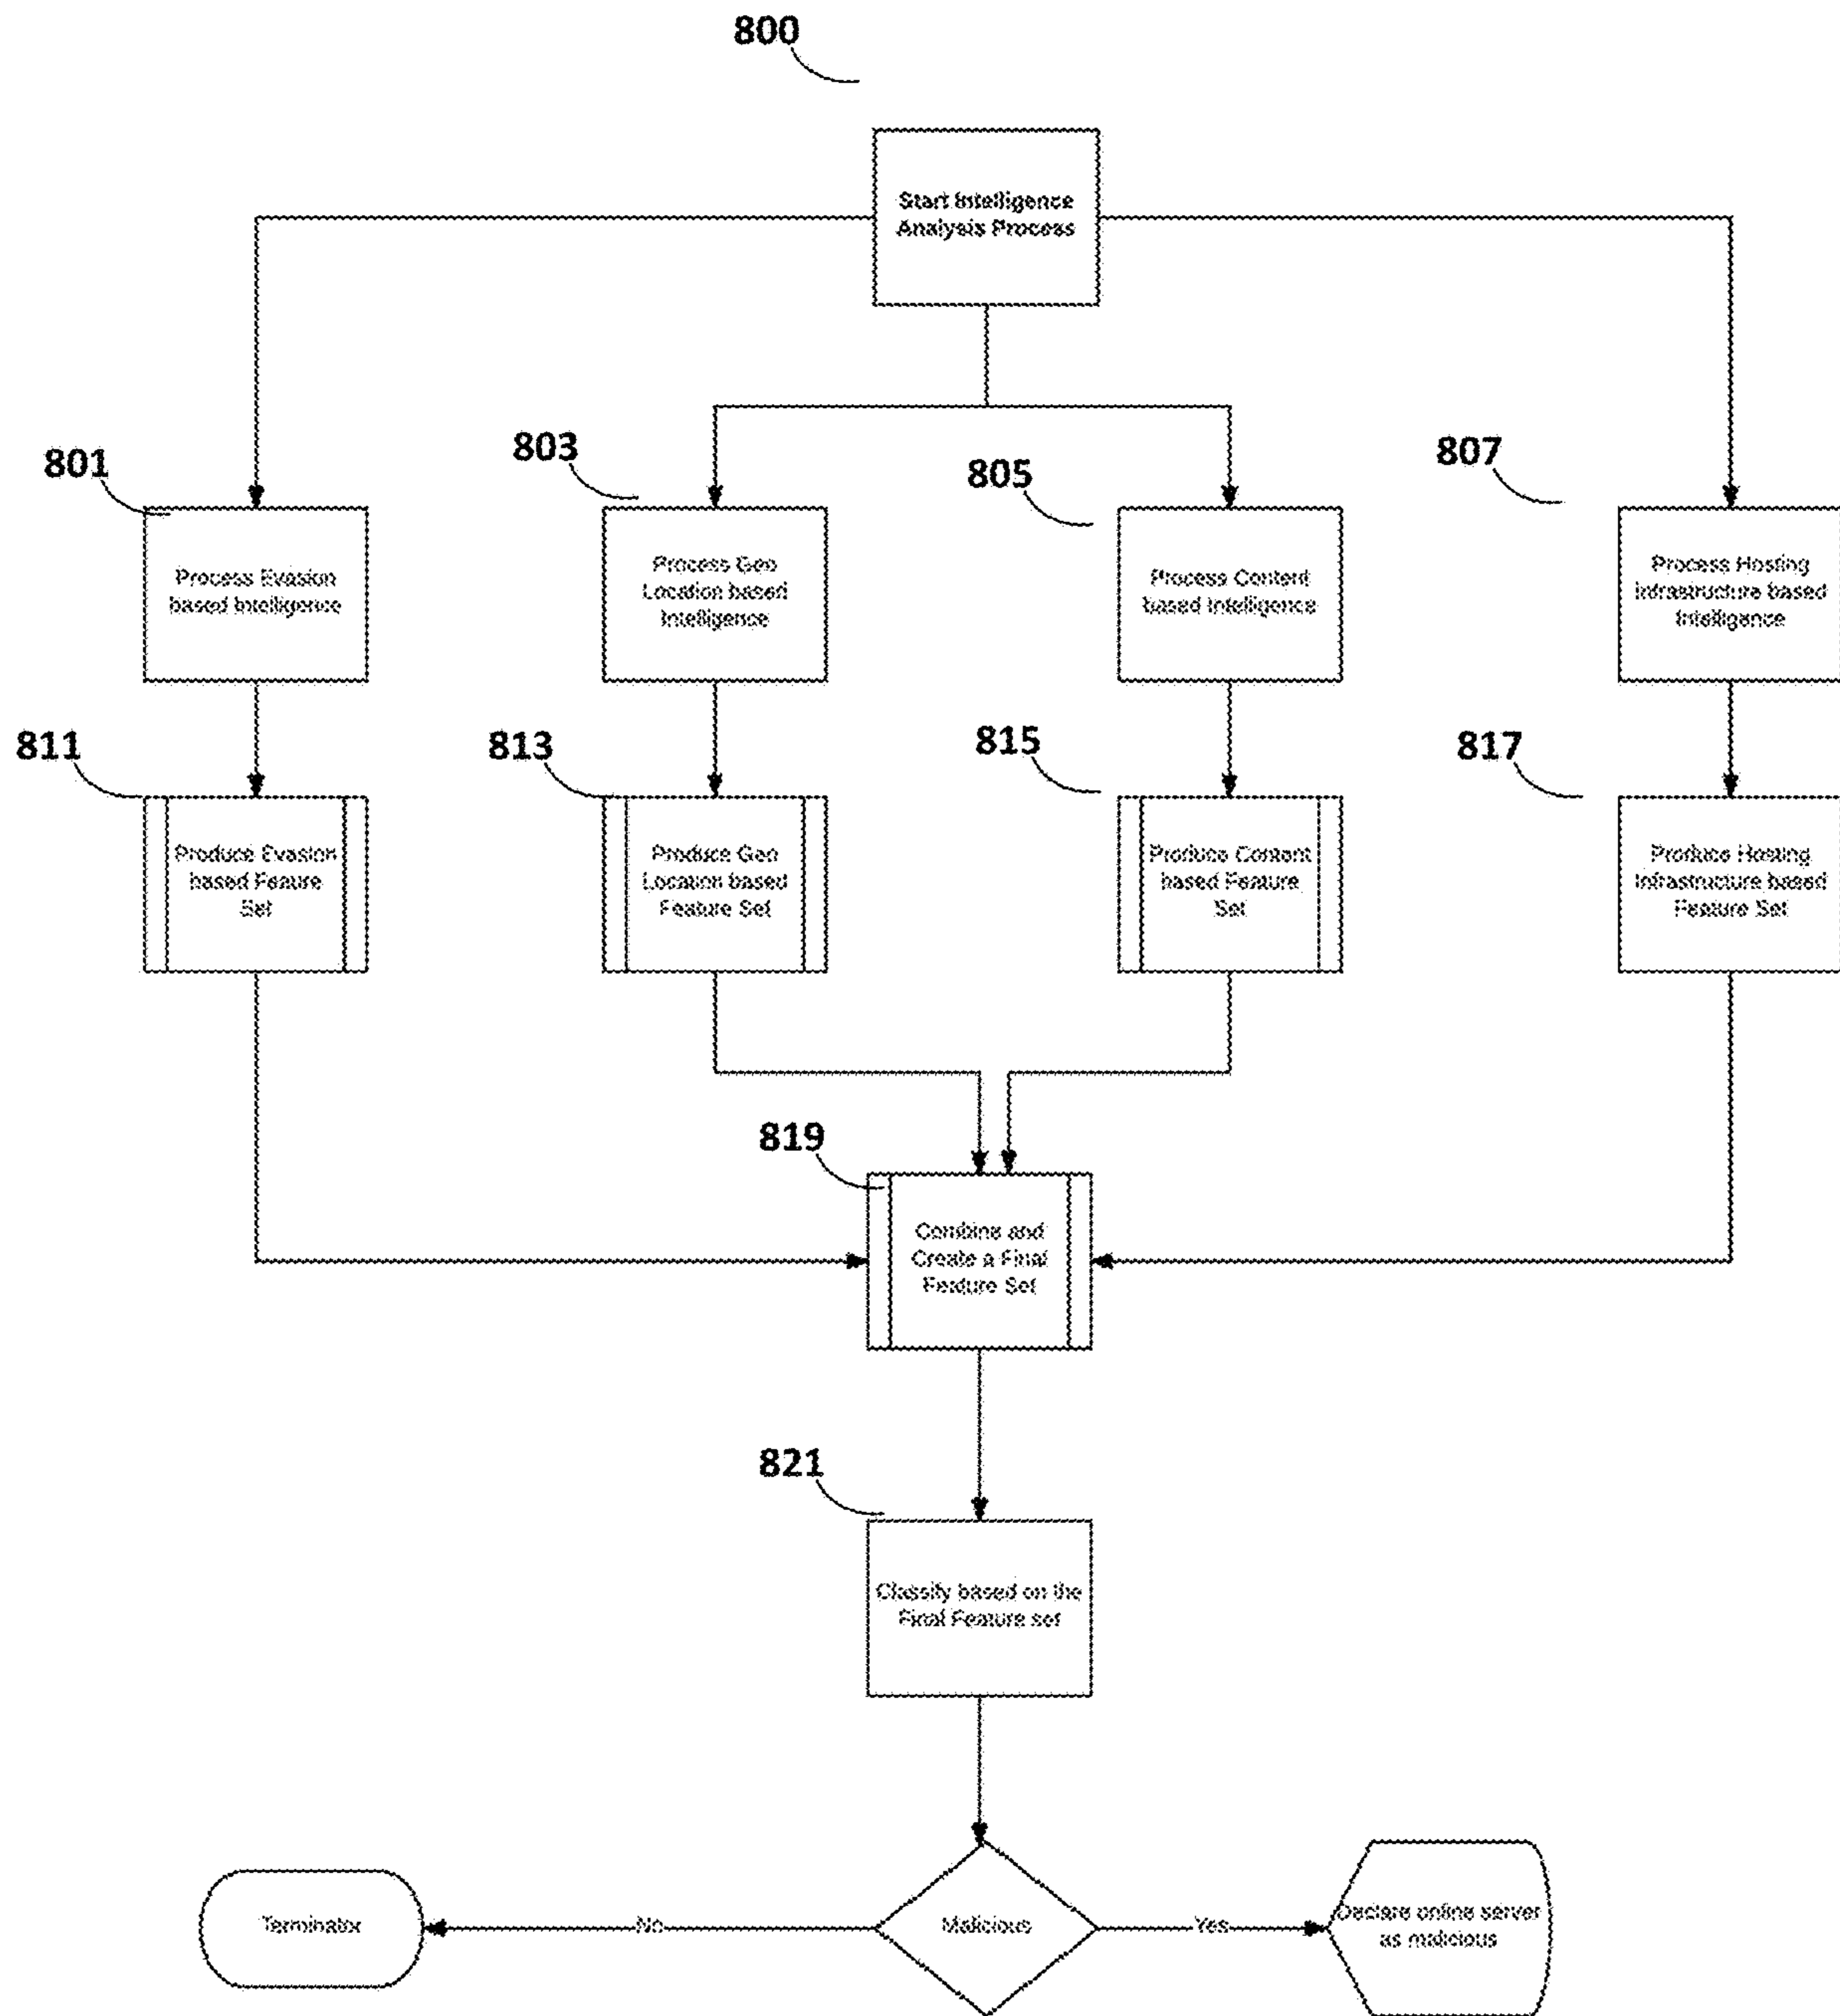 800
Start Intelligence
Analysis Process
801
803
805
807
Process Evasion
based Intelligence
Process Geo
Location based
Intelligence
Process Content
based Intelligence
Process Hosting
Infrastructure based
Intelligence
811
813
815
817
Produce Evasion
based Feature
Set
Produce Geo
Location based
Feature Set
Produce Content
based Feature
Set
Produce Hosting
Infrastructure based
Feature Set
819
Combine and
Create a Final
Feature Set
821
Classify based on the
Final Feature set
Terminator
No
Malicious
Yes
Declare online server
as malicious